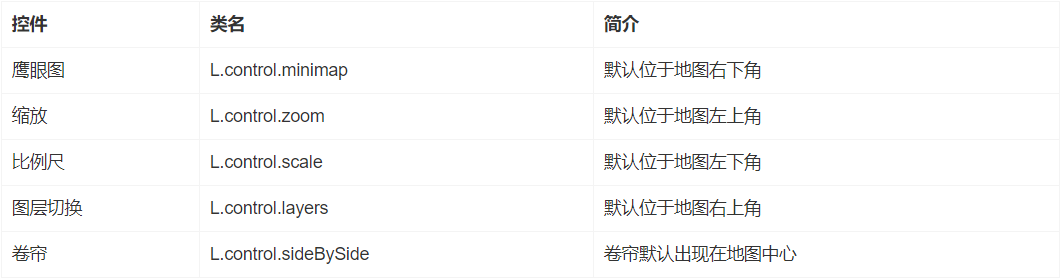 控件 类名 简介
鹰眼图 L.control.minimap 默认位于地图右下角
缩放 L.control.zoom 默认位于地图左上角
比例尺 L.control.scale 默认位于地图左下角
图层切换 L.control.layers 默认位于地图右上角
卷帘 L.control.sideBySide 卷帘默认出现在地图中心